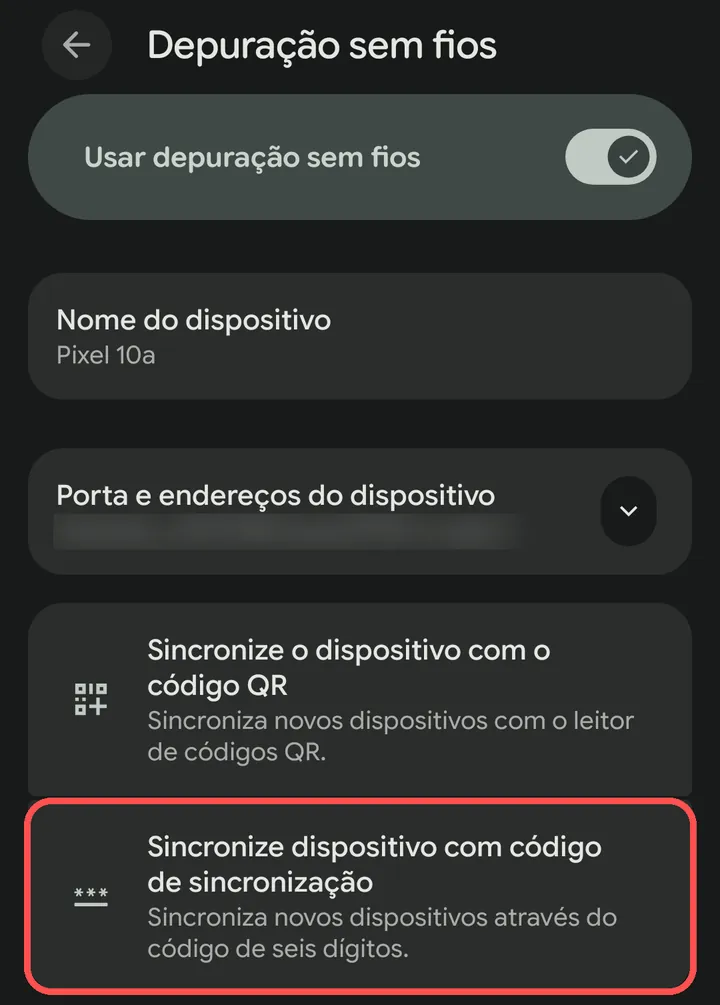 Depuração sem fios
Usar depuração sem fios
Nome do dispositivo
Pixel 10a
Porta e endereços do dispositivo
Sincronize o dispositivo com o
código QR
Sincroniza novos dispositivos com o leitor
de códigos QR.
Sincronize dispositivo com código
de sincronização
Sincroniza novos dispositivos através do
código de seis dígitos.